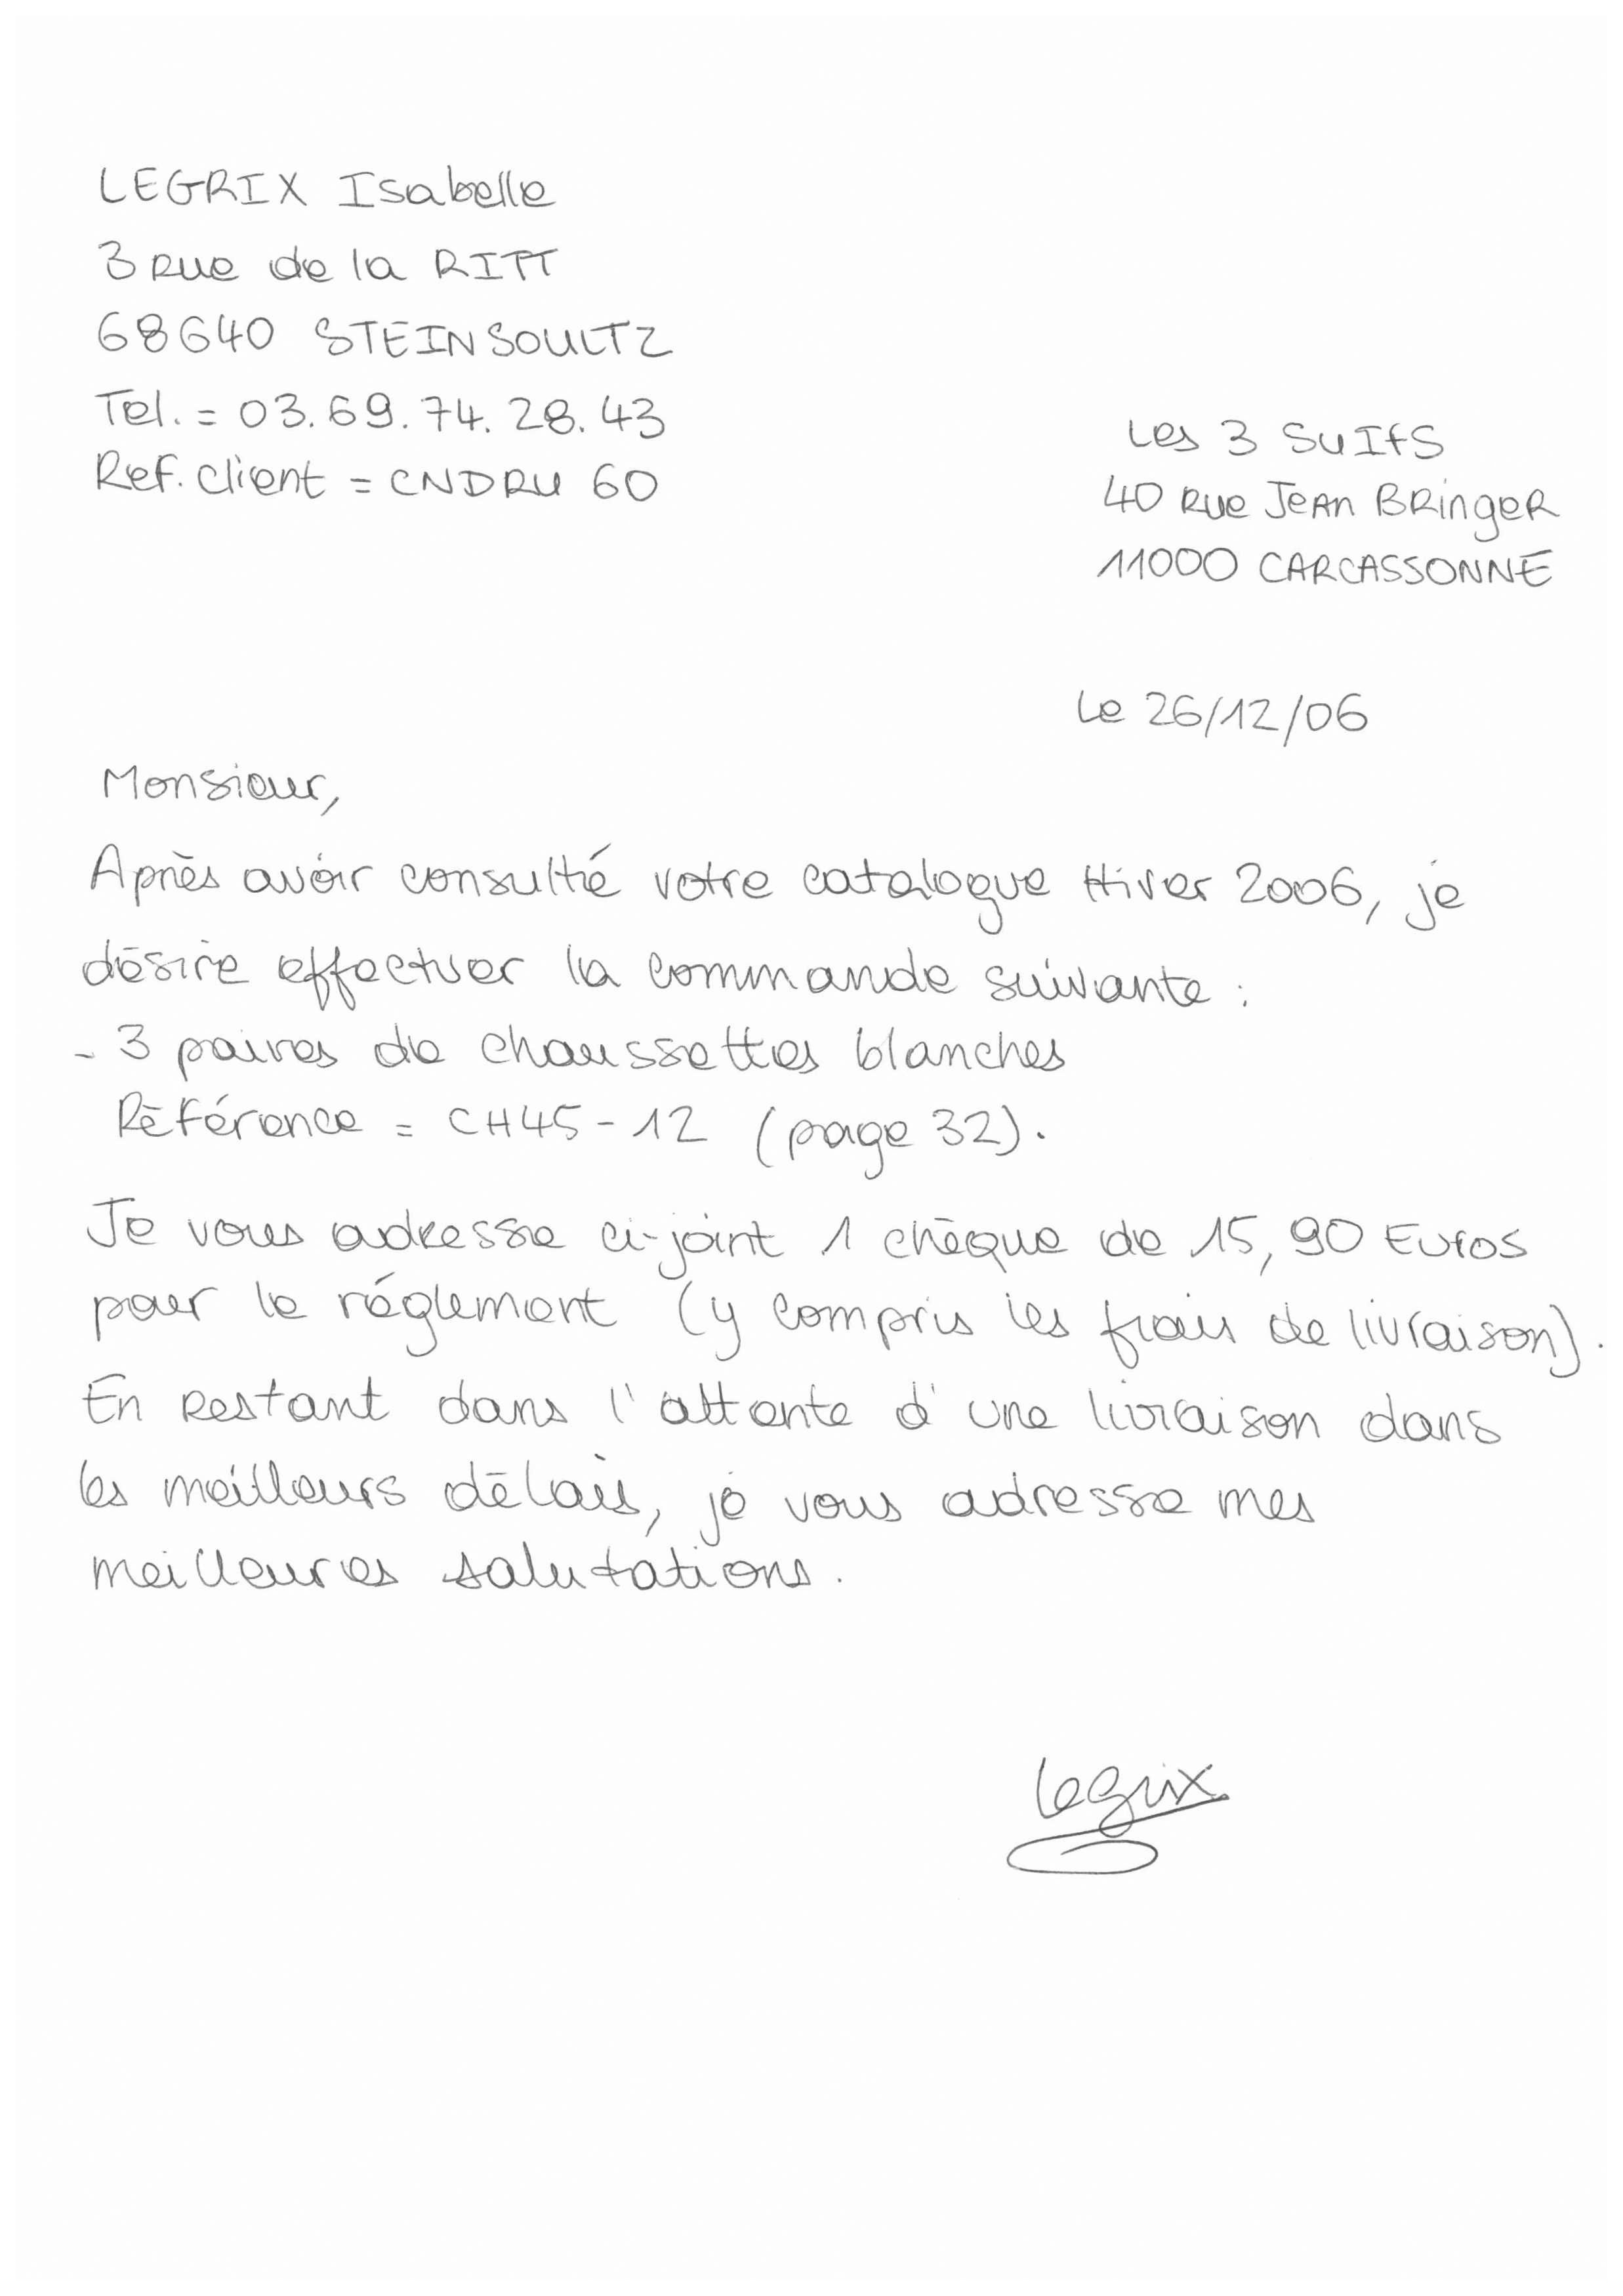 LEGRIX Isabelle
3 Rue de la RITT
68640 STEINSOULTZ
Tel. = 03.69.74.28.43
Ref. client = CNDRU 60
Les 3 SUItS
40 Rue Jean BRingeR
11000 CARCASSONNE
Le 26/12/06
Monsieur,
Après avoir consulté votre catalogue Hiver 2006, je
désire effectuer la commande suivante :
- 3 paires de chaussettes blanches
Référence = CH45-12 (page 32).
Je vous adresse ci-joint 1 chèque de 15,90 Euros
pour le réglement (y compris les frais de livraison).
En restant dans l'attente d'une livraison dans
les meilleurs délais, je vous adresse mes
meilleures salutations.
Legrix